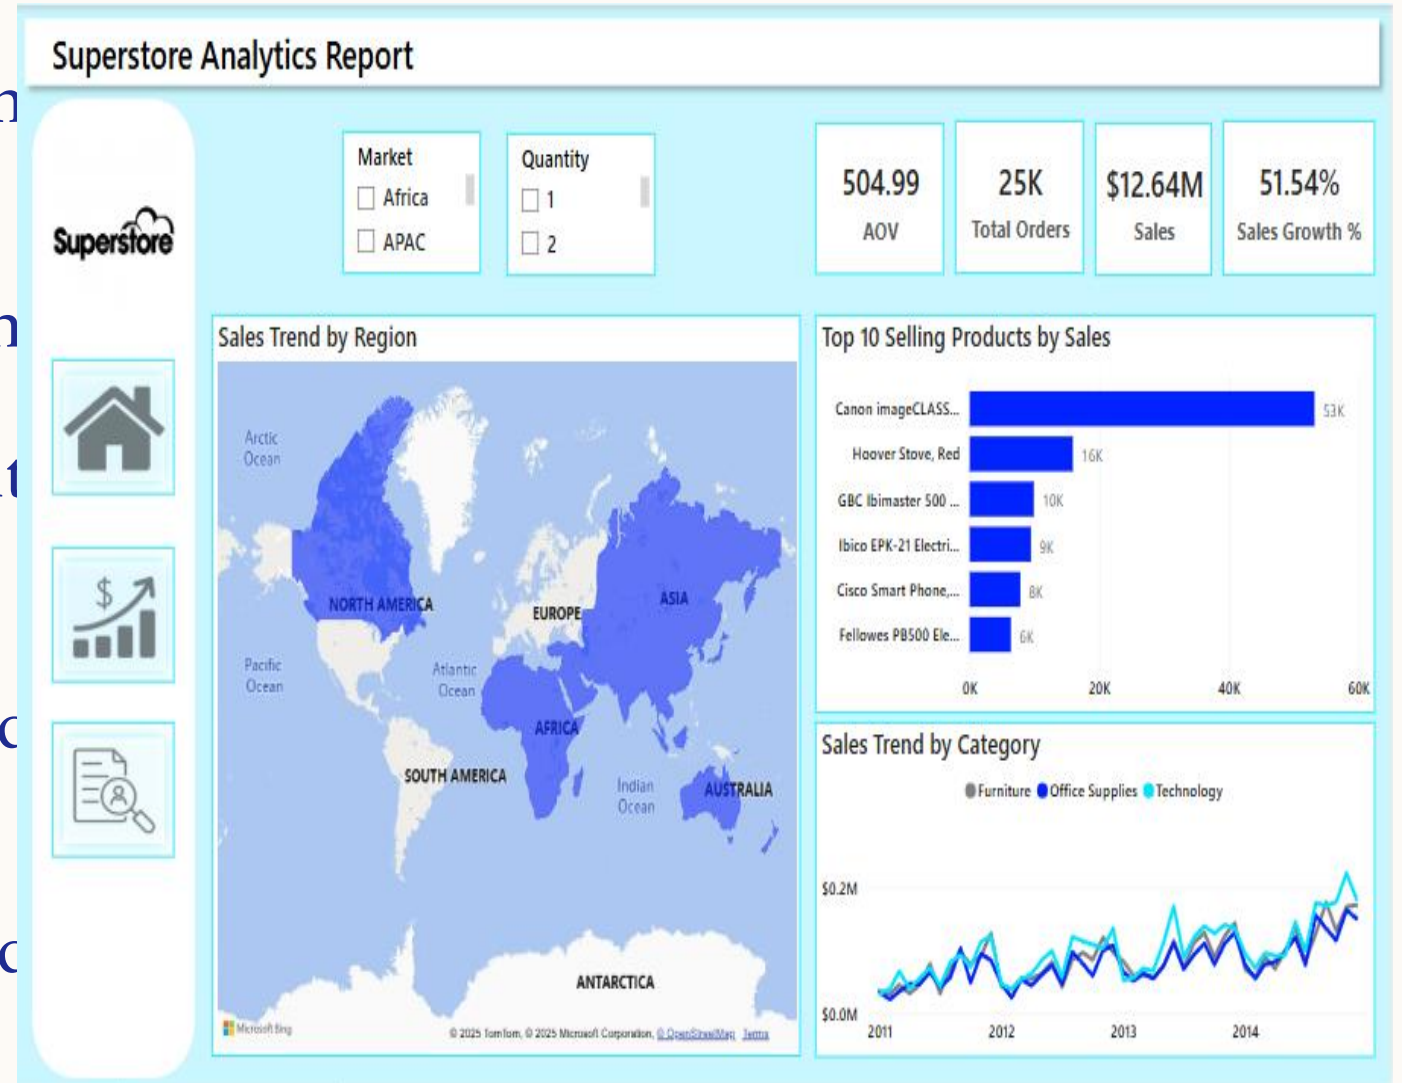 Superstore Analytics Report
Superstore
Market
Africa
APAC
Quantity
1
2
504.99
AOV
25K
Total Orders
$12.64M
Sales
51.54%
Sales Growth %
Sales Trend by Region
Arctic
Ocean
NORTH AMERICA
EUROPE
ASIA
Pacific
Ocean
Atlantic
Ocean
AFRICA
SOUTH AMERICA
Indian
Ocean
AUSTRALIA
ANTARCTICA
Microsoft Bing
© 2025 TomTom, © 2025 Microsoft Corporation, © OpenStreetMap Terms
Top 10 Selling Products by Sales
Canon imageCLASS... 53K
Hoover Stove, Red 16K
GBC Ibimaster 500 ... 10K
Ibico EPK-21 Electri... 9K
Cisco Smart Phone,... 8K
Fellowes PB500 Ele... 6K
0K 20K 40K 60K
Sales Trend by Category
Furniture Office Supplies Technology
$0.2M
$0.0M
2011 2012 2013 2014